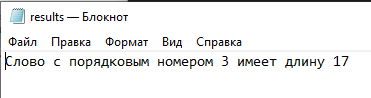 results — Блокнот
Файл Правка Формат Вид Справка
Слово с порядковым номером 3 имеет длину 17